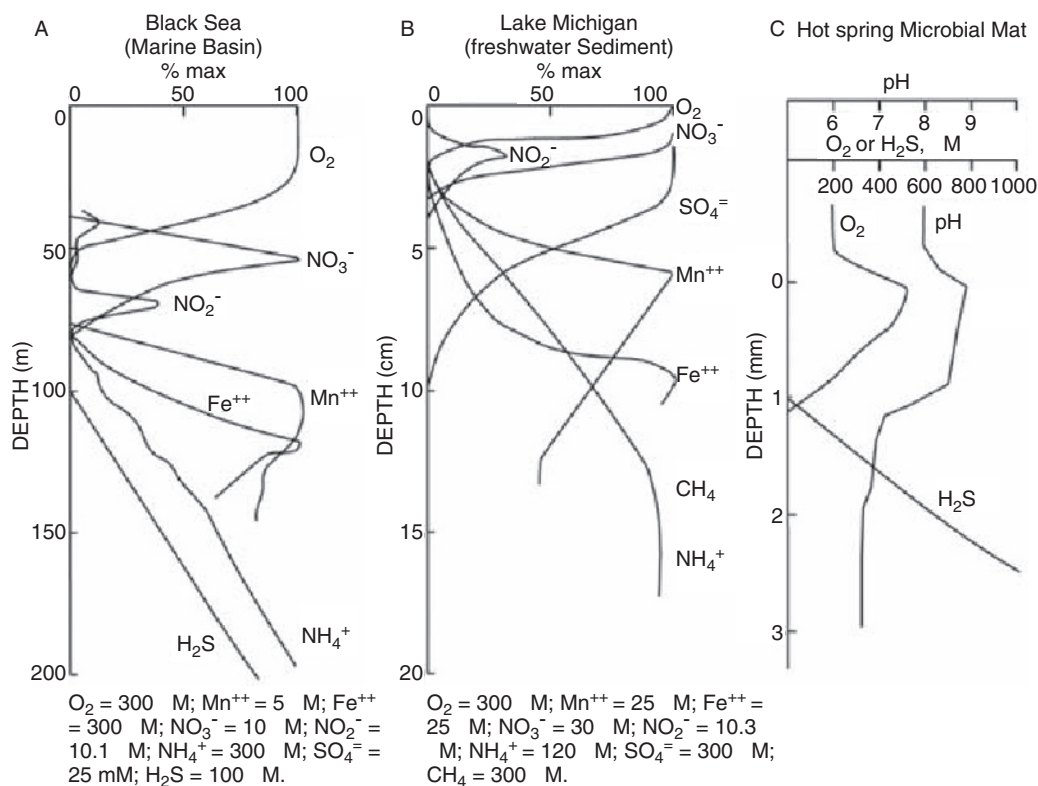 A
Black Sea
(Marine Basin)
% max
0 50 100
0
50
100
150
200
DEPTH (m)
O₂
NO₃⁻
NO₂⁻
Mn⁺⁺
Fe⁺⁺
H₂S
NH₄⁺
O₂ = 300 M; Mn⁺⁺ = 5 M; Fe⁺⁺
= 300 M; NO₃⁻ = 10 M; NO₂⁻ =
10.1 M; NH₄⁺ = 300 M; SO₄⁼ =
25 mM; H₂S = 100 M.
B
Lake Michigan
(freshwater Sediment)
% max
0 50 100
0
5
10
15
20
DEPTH (cm)
O₂
NO₃⁻
NO₂⁻
SO₄⁼
Mn⁺⁺
Fe⁺⁺
CH₄
NH₄⁺
O₂ = 300 M; Mn⁺⁺ = 25 M; Fe⁺⁺ =
25 M; NO₃⁻ = 30 M; NO₂⁻ = 10.3
M; NH₄⁺ = 120 M; SO₄⁼ = 300 M;
CH₄ = 300 M.
C Hot spring Microbial Mat
pH
6 7 8 9
O₂ or H₂S, M
200 400 600 800 1000
O₂
pH
0
1
2
3
DEPTH (mm)
H₂S